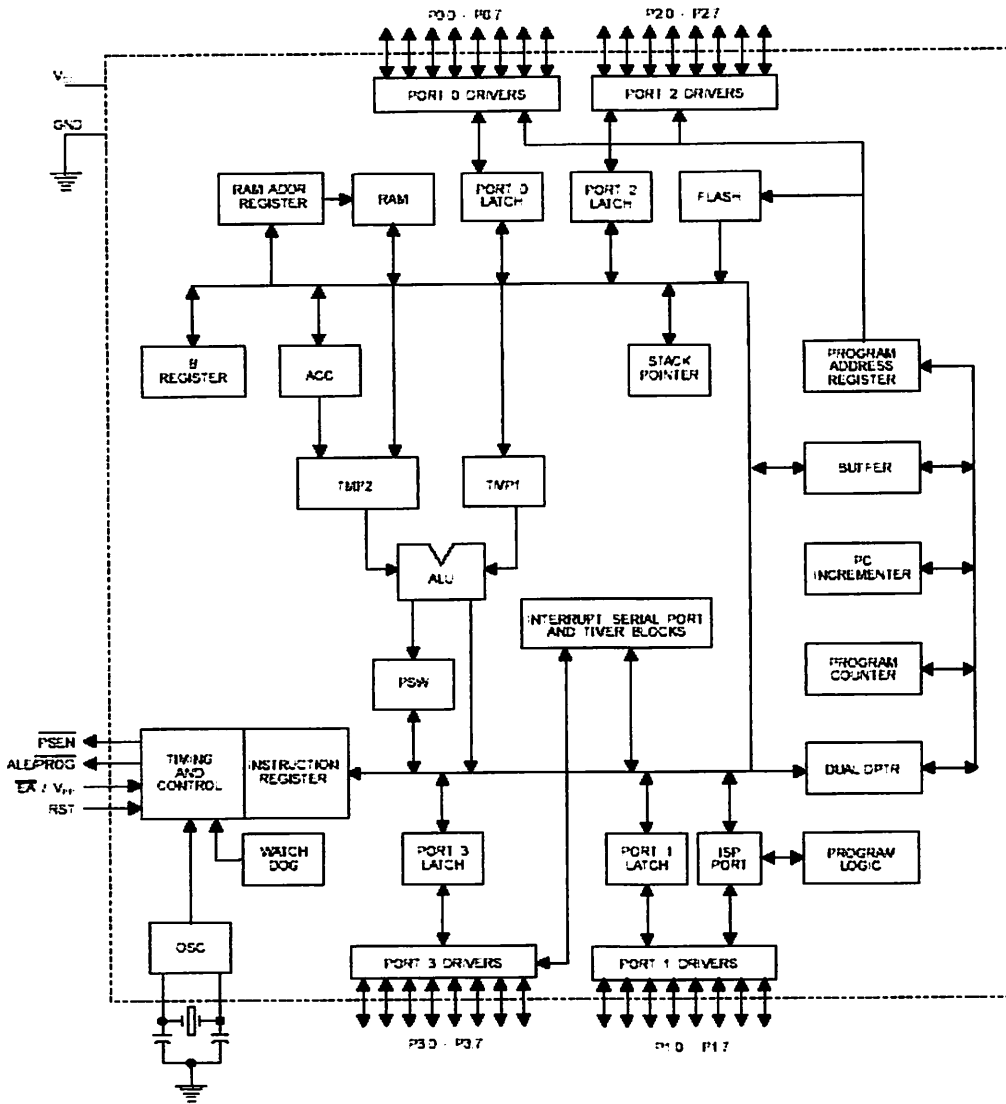 P0.0 - P0.7
P2.0 - P2.7
PORT 0 DRIVERS
PORT 2 DRIVERS
GND
RAM ADDR
REGISTER
RAM
PORT 0
LATCH
PORT 2
LATCH
FLASH
B
REGISTER
ACC
STACK
POINTER
PROGRAM
ADDRESS
REGISTER
TMP2
TMP1
BUFFER
ALU
PC
INCREMENTER
INTERRUPT SERIAL PORT
AND TIMER BLOCKS
PSW
PROGRAM
COUNTER
PSEN
ALE/PROG
EA / VPP
RST
TIMING
AND
CONTROL
INSTRUCTION
REGISTER
DUAL DPTR
WATCH
DOG
PORT 3
LATCH
PORT 1
LATCH
ISP
PORT
PROGRAM
LOGIC
OSC
PORT 3 DRIVERS
PORT 1 DRIVERS
P3.0 - P3.7
P1.0 - P1.7